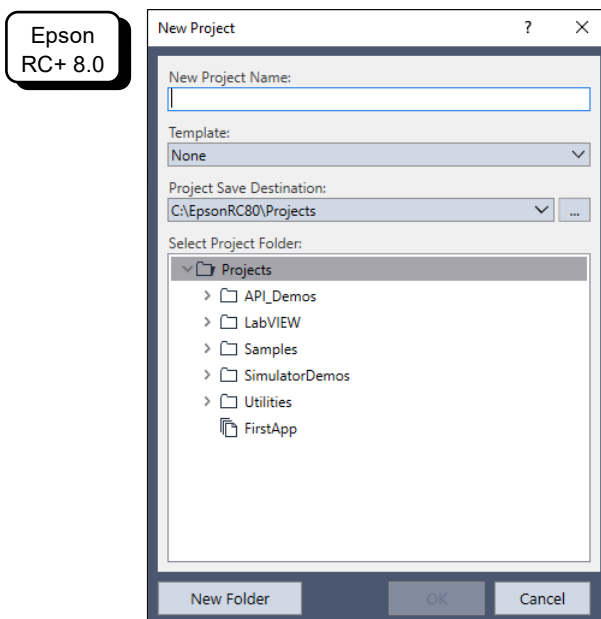 Epson
RC+ 8.0
New Project
?
New Project Name:
Template:
None
Project Save Destination:
C:\EpsonRC80\Projects
...
Select Project Folder:
Projects
API_Demos
LabVIEW
Samples
SimulatorDemos
Utilities
FirstApp
New Folder
OK
Cancel